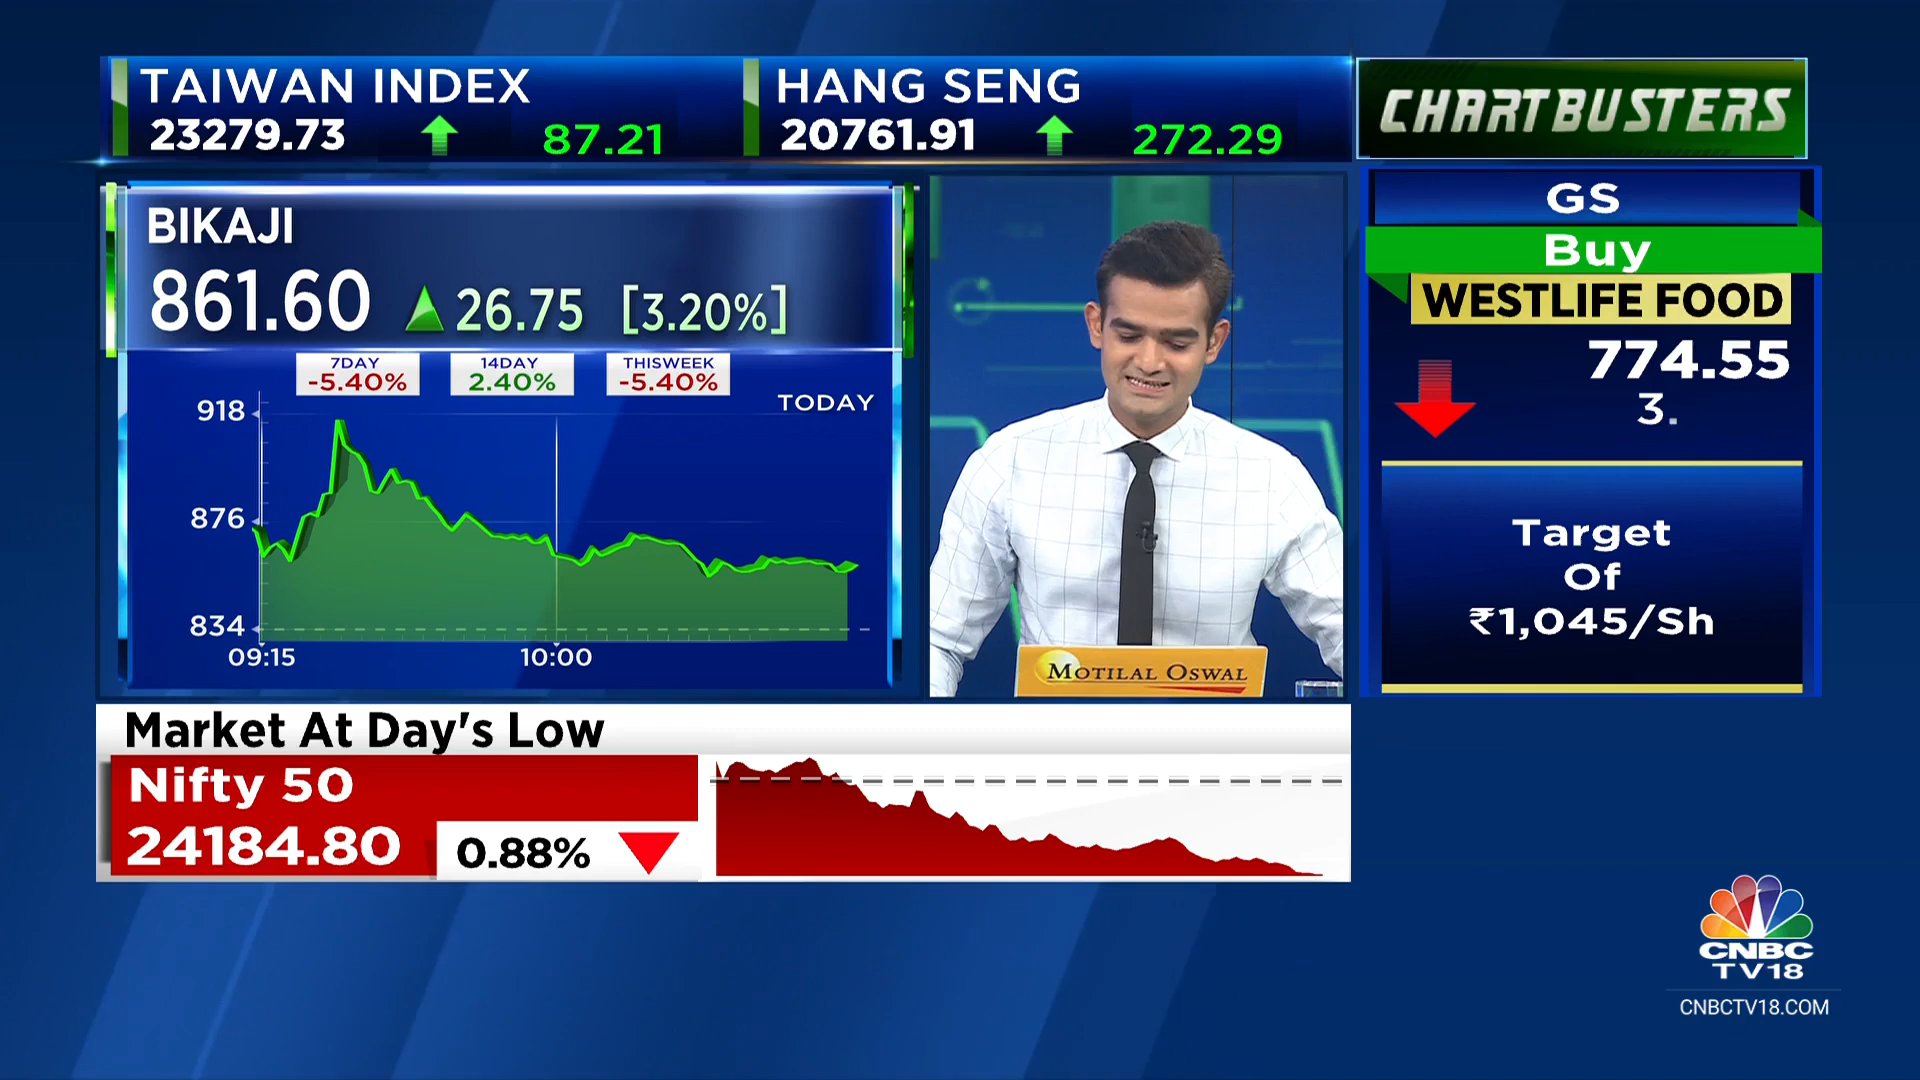 TAIWAN INDEX
23279.73 87.21
HANG SENG
20761.91 272.29
CHARTBUSTERS
BIKAJI
861.60 26.75 [3.20%]
7DAY
-5.40%
14DAY
2.40%
THISWEEK
-5.40%
TODAY
918
876
834
09:15
10:00
MOTILAL OSWAL
GS
Buy
WESTLIFE FOOD
774.55
3.
Target
Of
₹1,045/Sh
Market At Day's Low
Nifty 50
24184.80
0.88%
CNBC
TV18
CNBCTV18.COM